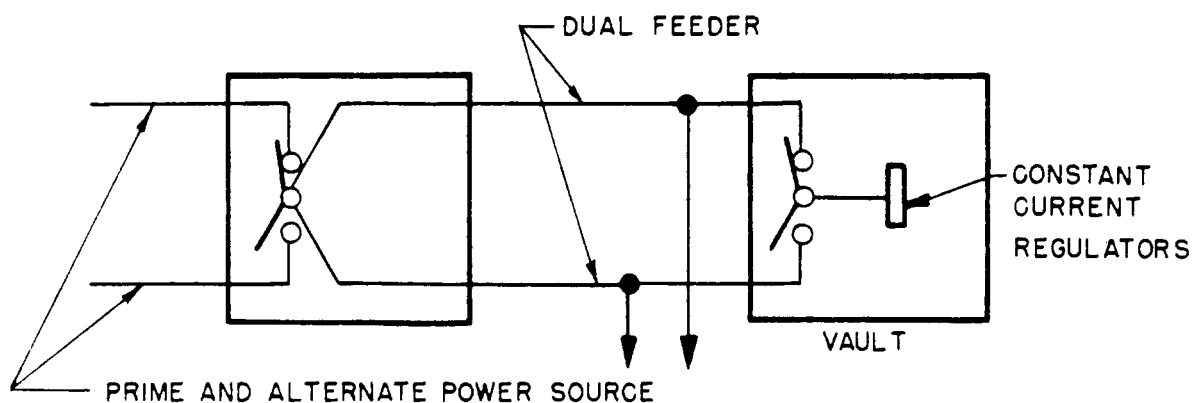 DUAL FEEDER
CONSTANT
CURRENT
REGULATORS
VAULT
PRIME AND ALTERNATE POWER SOURCE